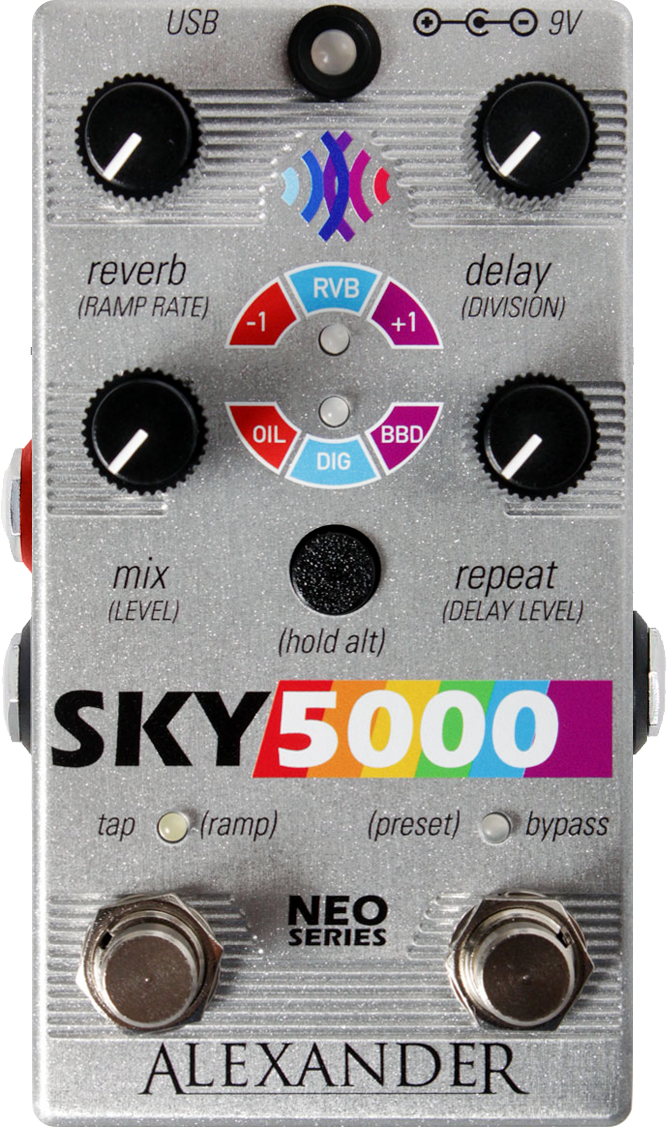 USB
9V
reverb
(RAMP RATE)
delay
(DIVISION)
-1
RVB
+1
OIL
DIG
BBD
mix
(LEVEL)
repeat
(DELAY LEVEL)
(hold alt)
SKY5000
tap (ramp)
(preset) bypass
NEO
SERIES
ALEXANDER